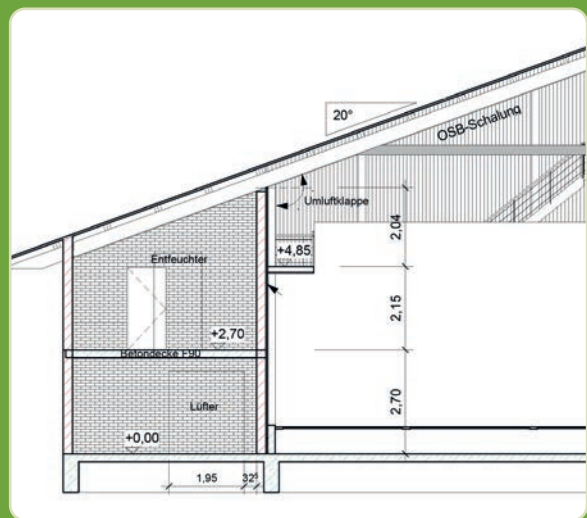 20°
OSB-Schalung
Umluftklappe
2,04
+4,85
Entfeuchter
2,15
+2,70
Betondecke F90
2,70
Lüfter
+0,00
1,95
32⁵